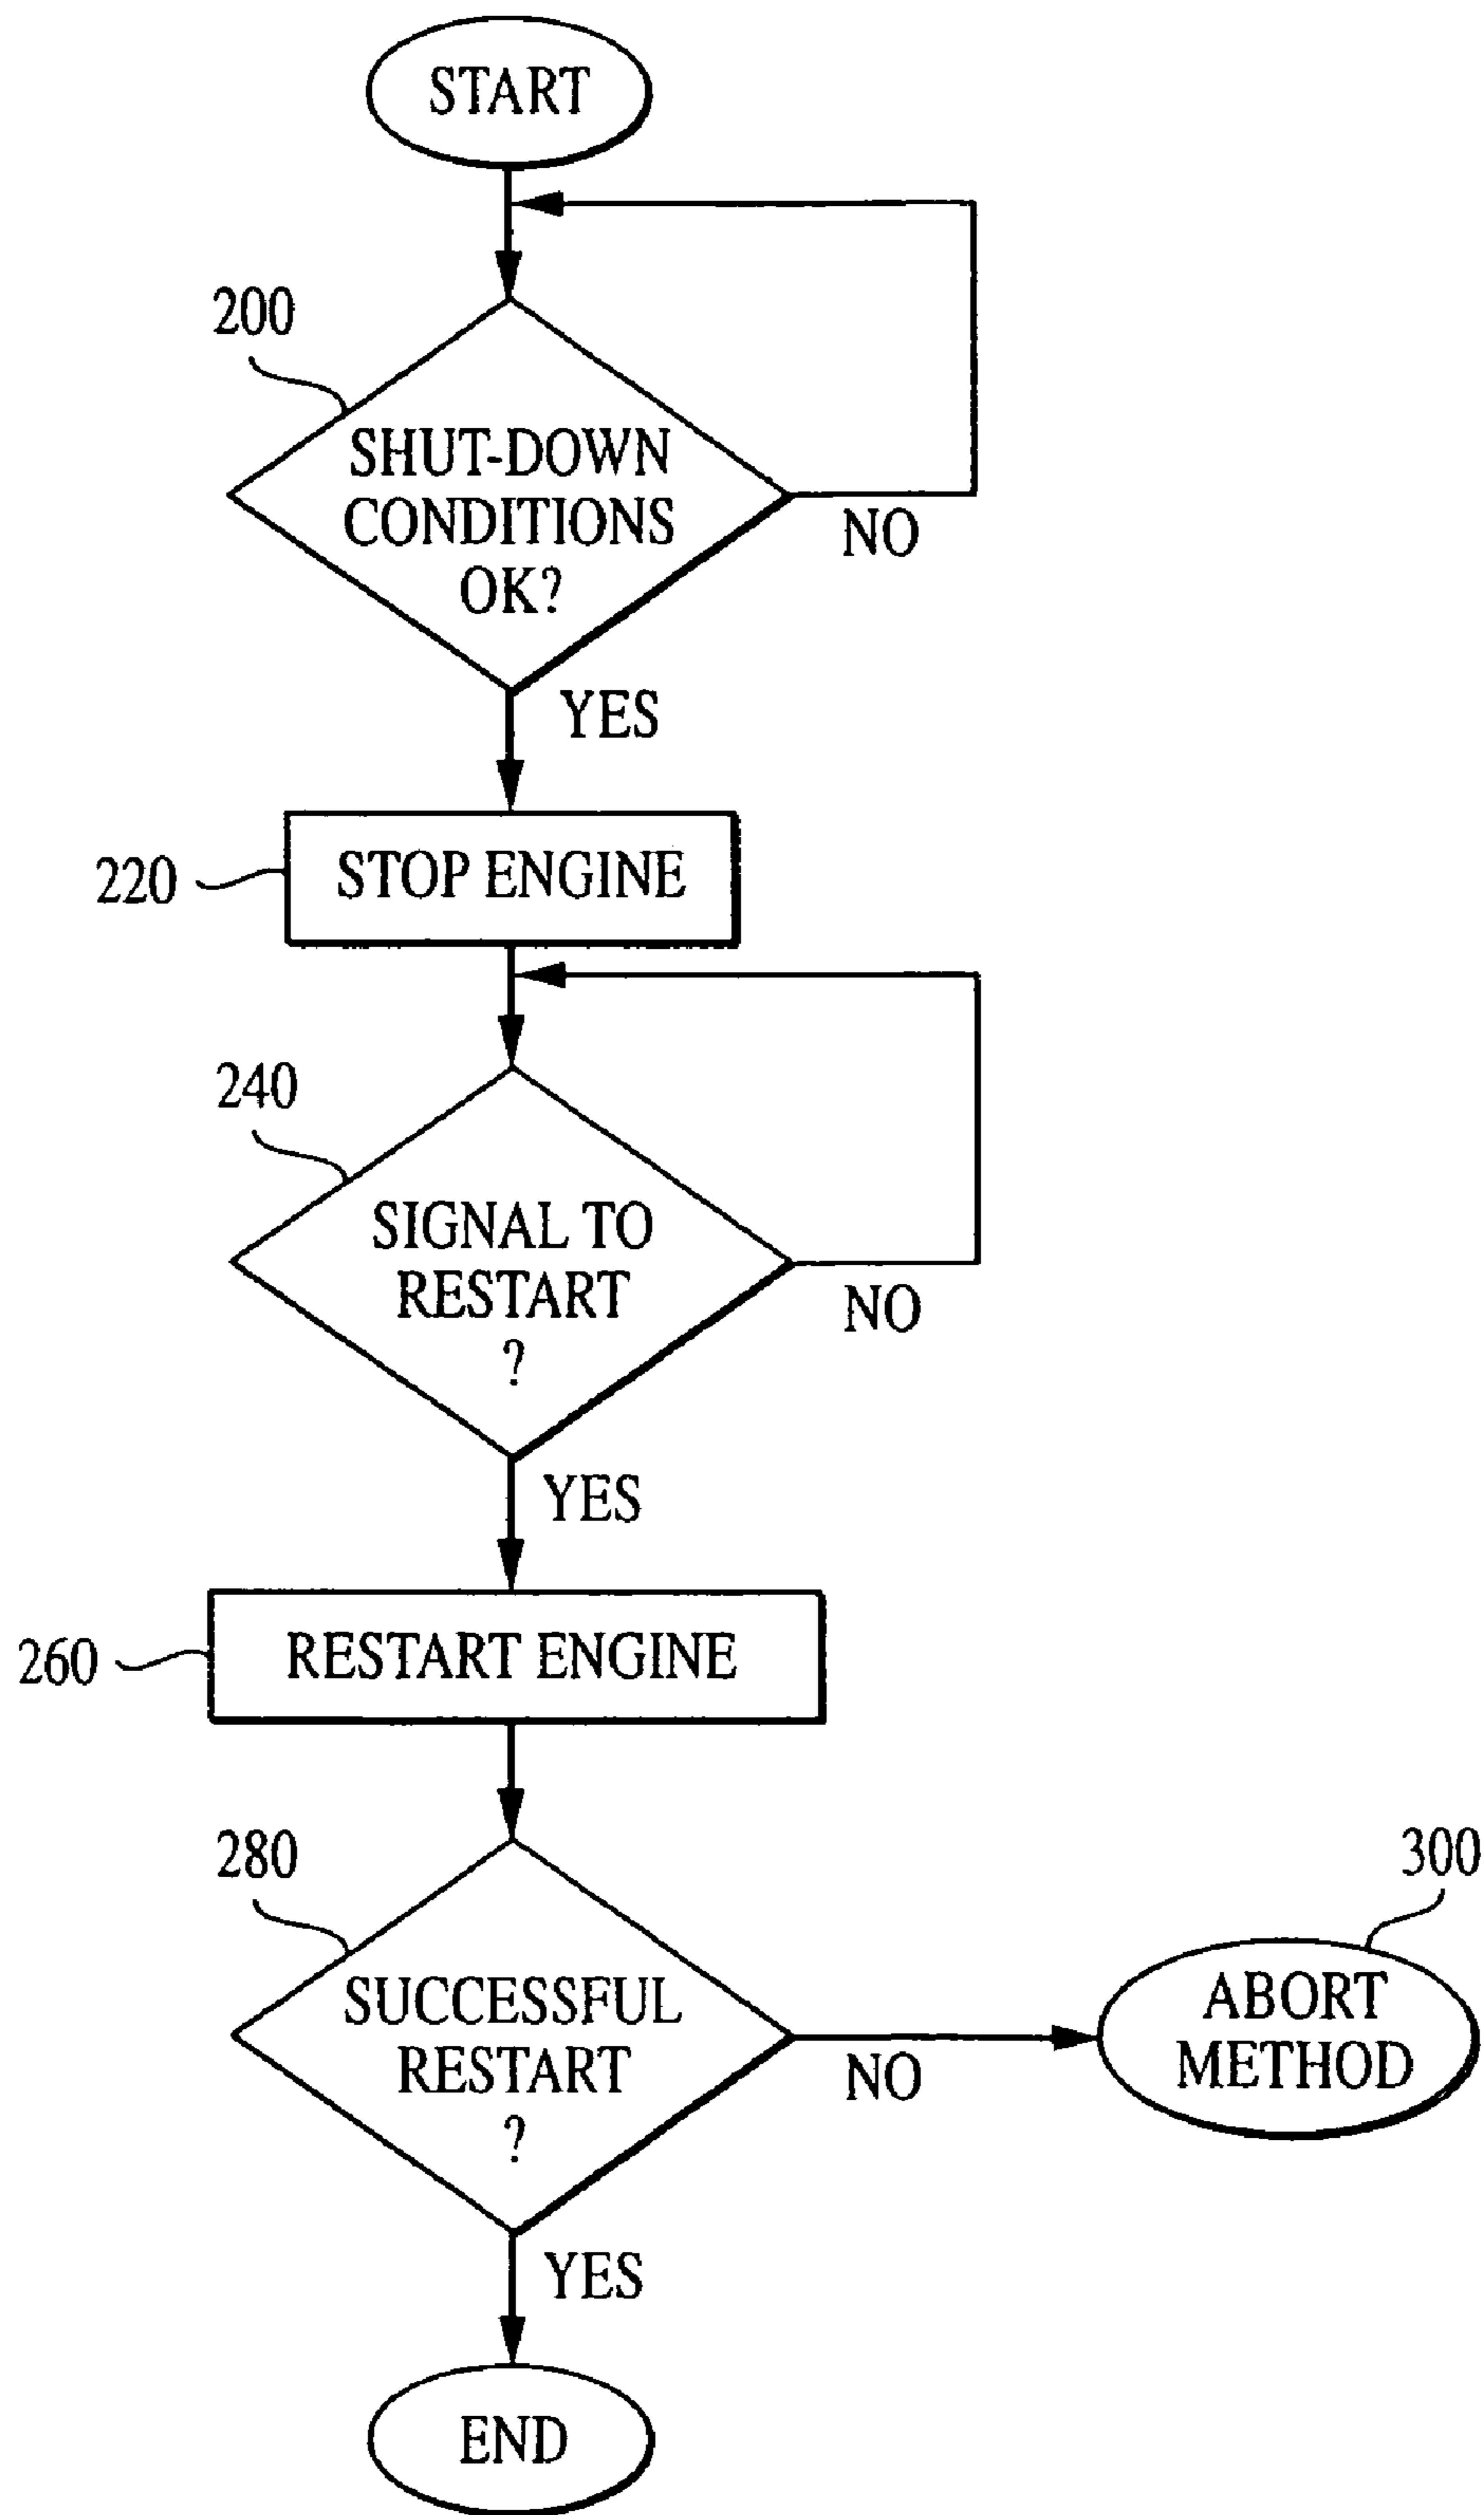 START
200
SHUT-DOWN
CONDITIONS
OK?
NO
YES
220
STOP ENGINE
240
SIGNAL TO
RESTART
?
NO
YES
260
RESTART ENGINE
280
SUCCESSFUL
RESTART
?
NO
300
ABORT
METHOD
YES
END